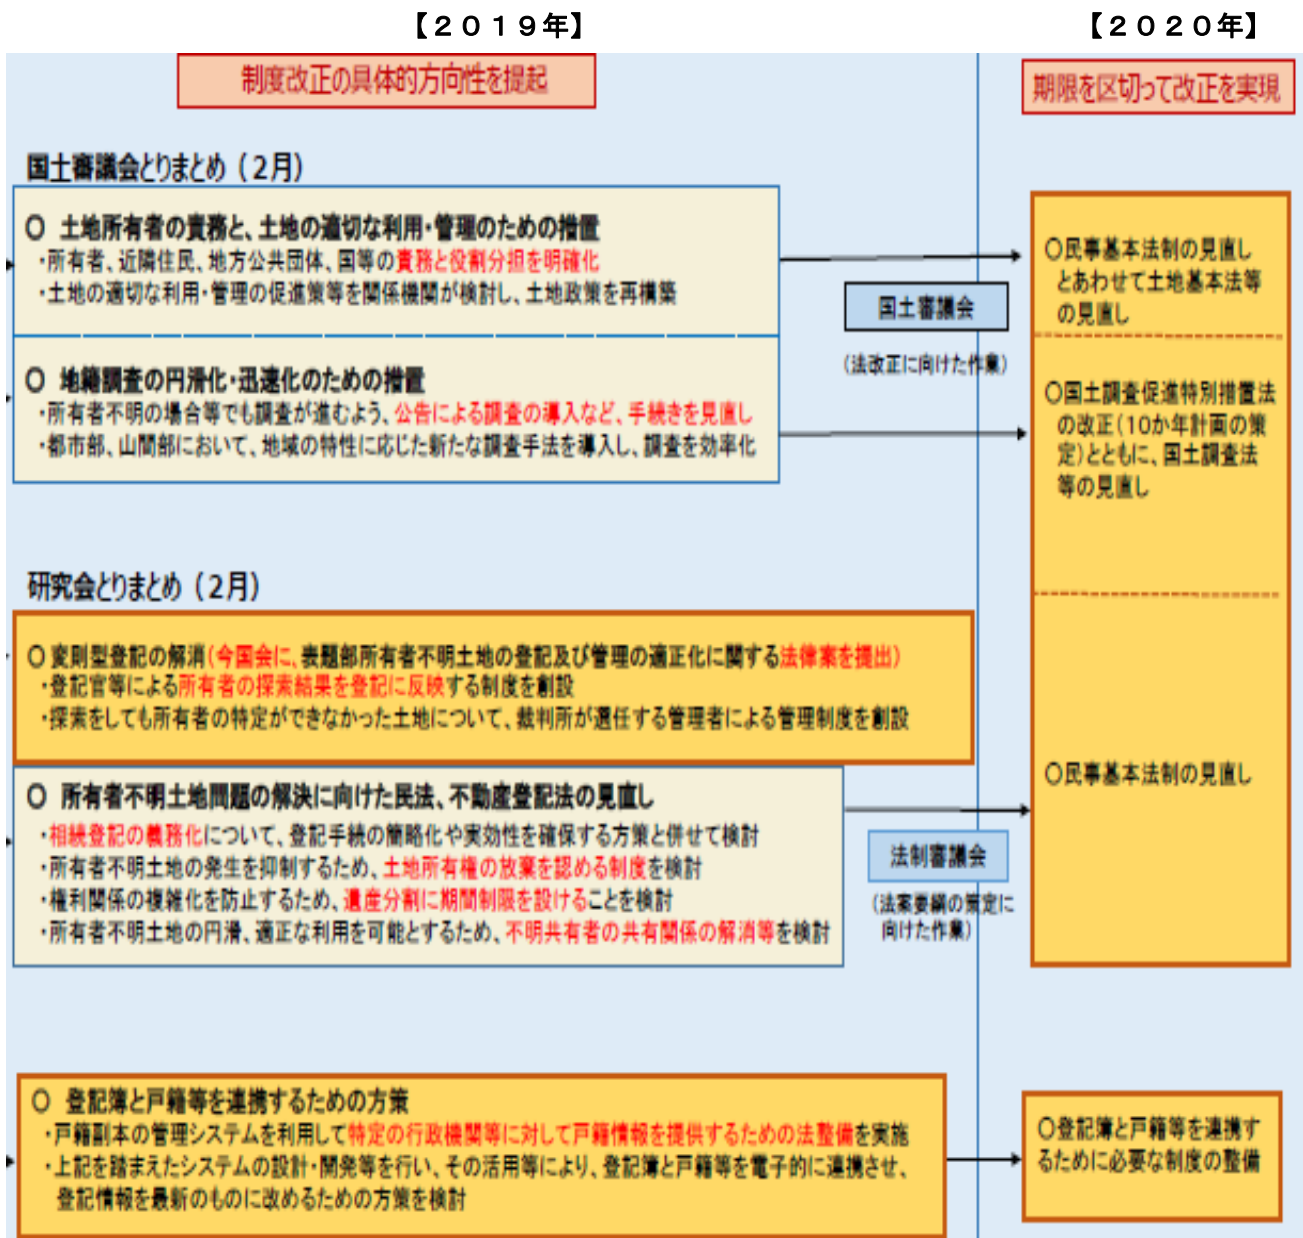 【２０１９年】
【２０２０年】
制度改正の具体的方向性を提起
期限を区切って改正を実現
国土審議会とりまとめ（２月）
〇 土地所有者の責務と、土地の適切な利用・管理のための措置
・所有者、近隣住民、地方公共団体、国等の責務と役割分担を明確化
・土地の適切な利用・管理の促進策等を関係機関が検討し、土地政策を再構築
〇 地籍調査の円滑化・迅速化のための措置
・所有者不明の場合等でも調査が進むよう、公告による調査の導入など、手続きを見直し
・都市部、山間部において、地域の特性に応じた新たな調査手法を導入し、調査を効率化
国土審議会
（法改正に向けた作業）
〇民事基本法制の見直し
とあわせて土地基本法等
の見直し
〇国土調査促進特別措置法
の改正（10か年計画の策
定）とともに、国土調査法
等の見直し
研究会とりまとめ（２月）
〇 変則型登記の解消（今国会に、表題部所有者不明土地の登記及び管理の適正化に関する法律案を提出）
・登記官等による所有者の探索結果を登記に反映する制度を創設
・探索をしても所有者の特定ができなかった土地について、裁判所が選任する管理者による管理制度を創設
〇 所有者不明土地問題の解決に向けた民法、不動産登記法の見直し
・相続登記の義務化について、登記手続の簡略化や実効性を確保する方策と併せて検討
・所有者不明土地の発生を抑制するため、土地所有権の放棄を認める制度を検討
・権利関係の複雑化を防止するため、遺産分割に期間制限を設けることを検討
・所有者不明土地の円滑、適正な利用を可能とするため、不明共有者の共有関係の解消等を検討
法制審議会
（法案要綱の策定に
向けた作業）
〇民事基本法制の見直し
〇 登記簿と戸籍等を連携するための方策
・戸籍副本の管理システムを利用して特定の行政機関等に対して戸籍情報を提供するための法整備を実施
・上記を踏まえたシステムの設計・開発等を行い、その活用等により、登記簿と戸籍等を電子的に連携させ、
登記情報を最新のものに改めるための方策を検討
〇登記簿と戸籍等を連携す
るために必要な制度の整備